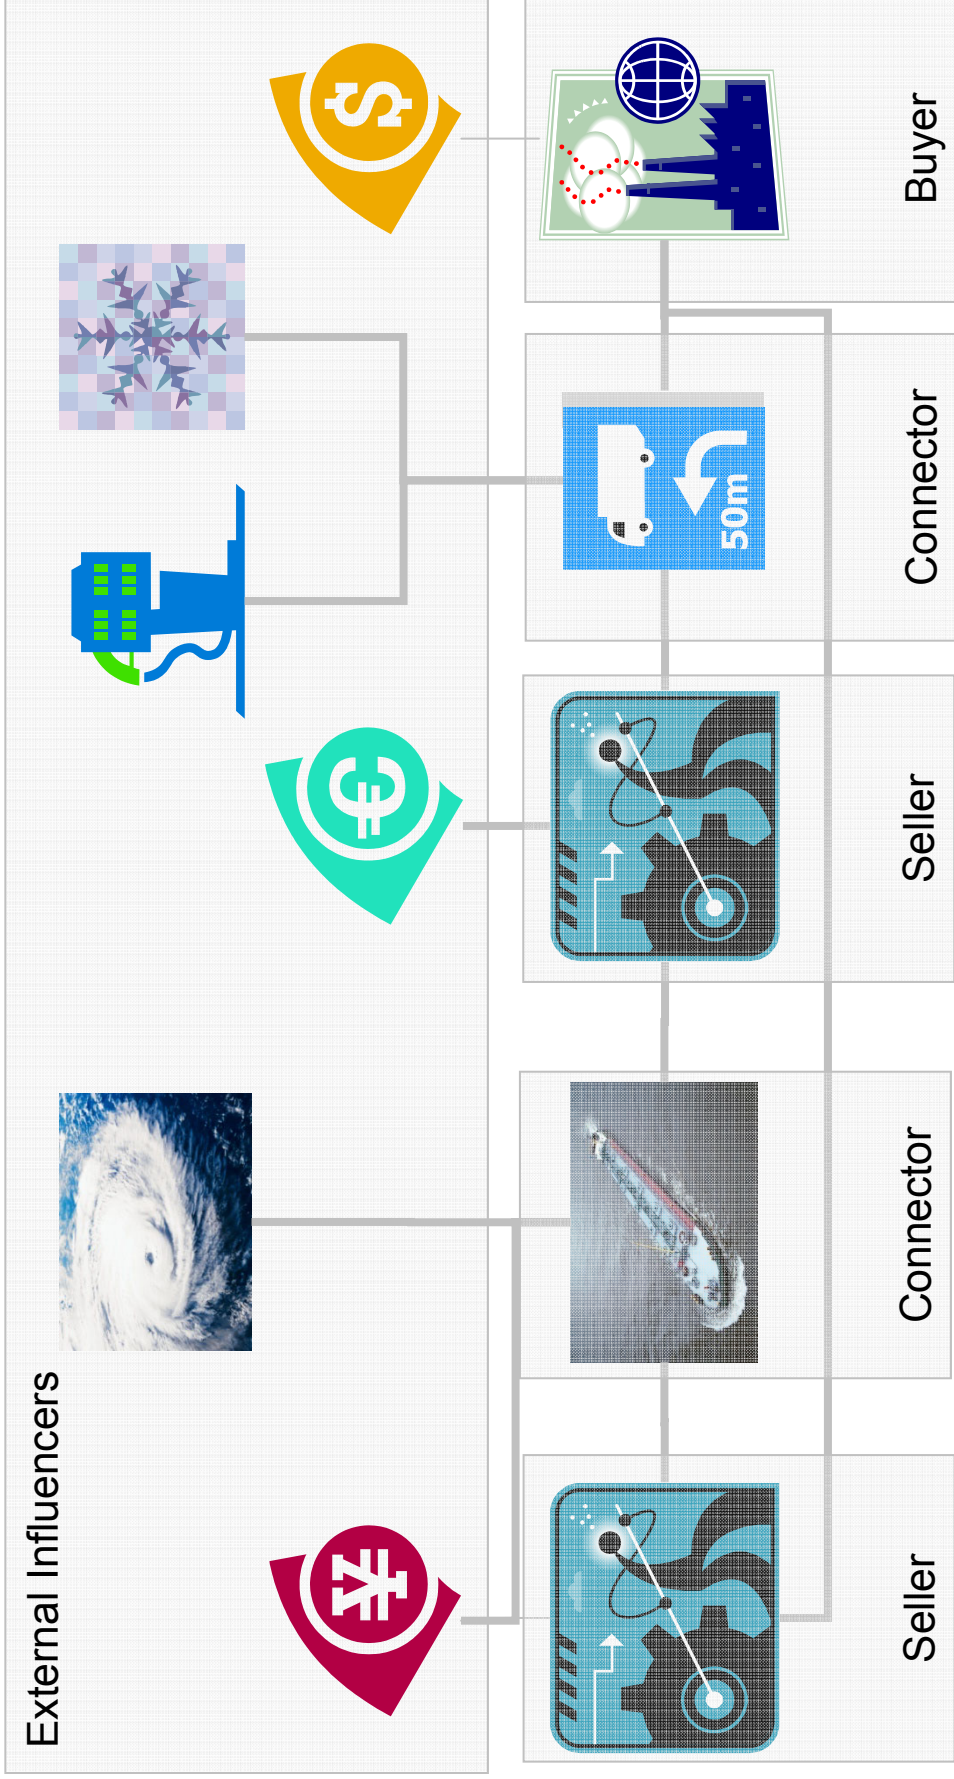 External Influencers
¥
€
$
50m
Seller
Connector
Seller
Connector
Buyer